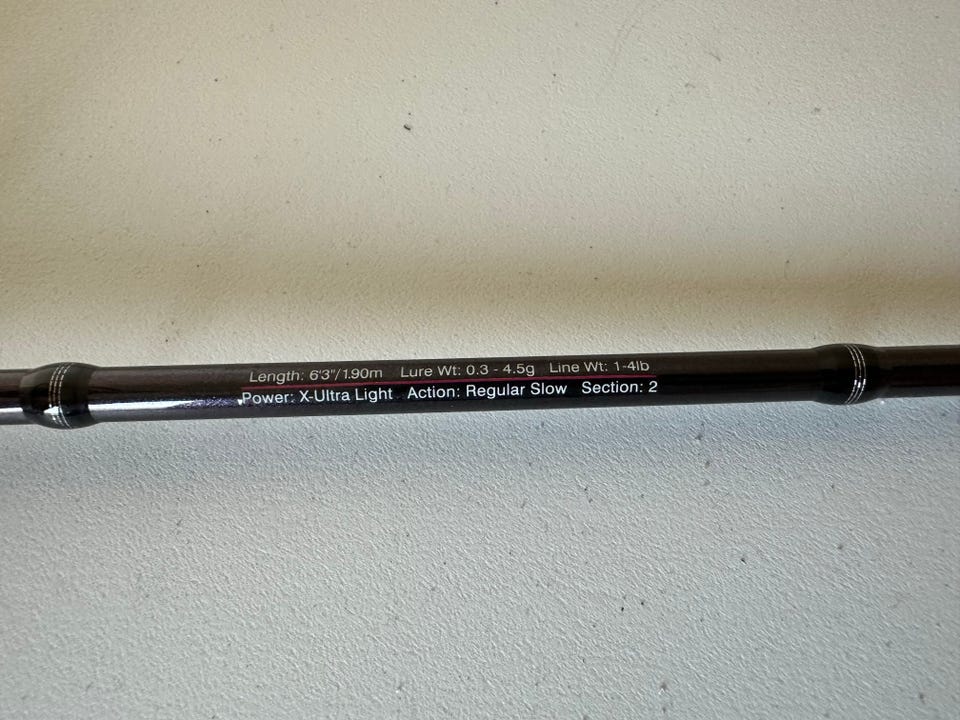 Length: 6'3"/1.90m Lure Wt: 0.3 - 4.5g Line Wt: 1-4lb
Power: X-Ultra Light Action: Regular Slow Section: 2